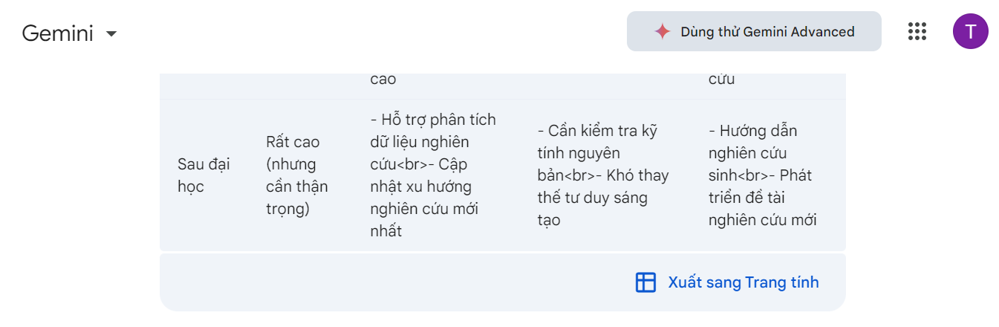 Gemini
Dùng thử Gemini Advanced
T
cao
cứu
Sau đại
học
Rất cao
(nhưng
cần thận
trọng)
- Hỗ trợ phân tích
dữ liệu nghiên
cứu<br>- Cập
nhật xu hướng
nghiên cứu mới
nhất
- Cần kiểm tra kỹ
tính nguyên
bản<br>- Khó thay
thế tư duy sáng
tạo
- Hướng dẫn
nghiên cứu
sinh<br>- Phát
triển đề tài
nghiên cứu mới
Xuất sang Trang tính